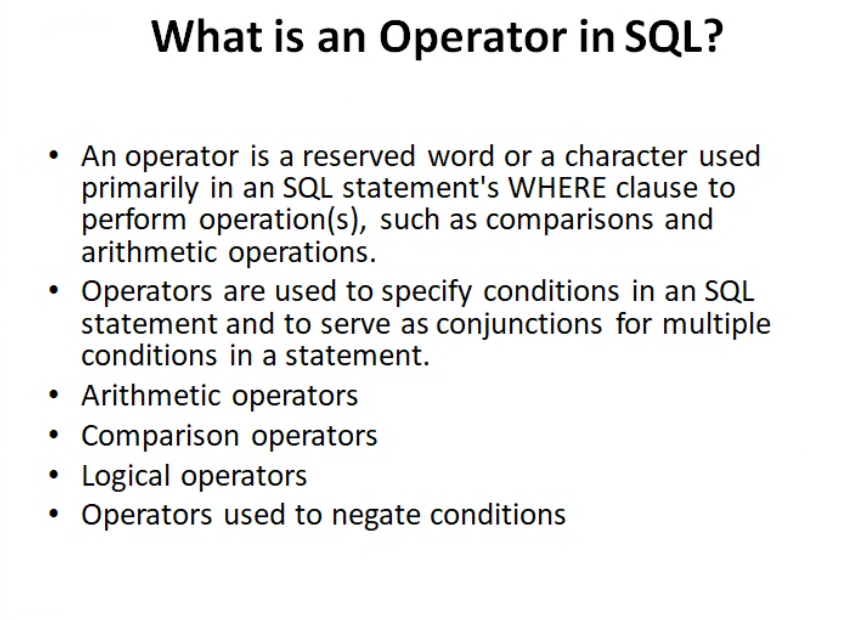 What is an Operator in SQL?
• An operator is a reserved word or a character used
primarily in an SQL statement's WHERE clause to
perform operation(s), such as comparisons and
arithmetic operations.
• Operators are used to specify conditions in an SQL
statement and to serve as conjunctions for multiple
conditions in a statement.
• Arithmetic operators
• Comparison operators
• Logical operators
• Operators used to negate conditions